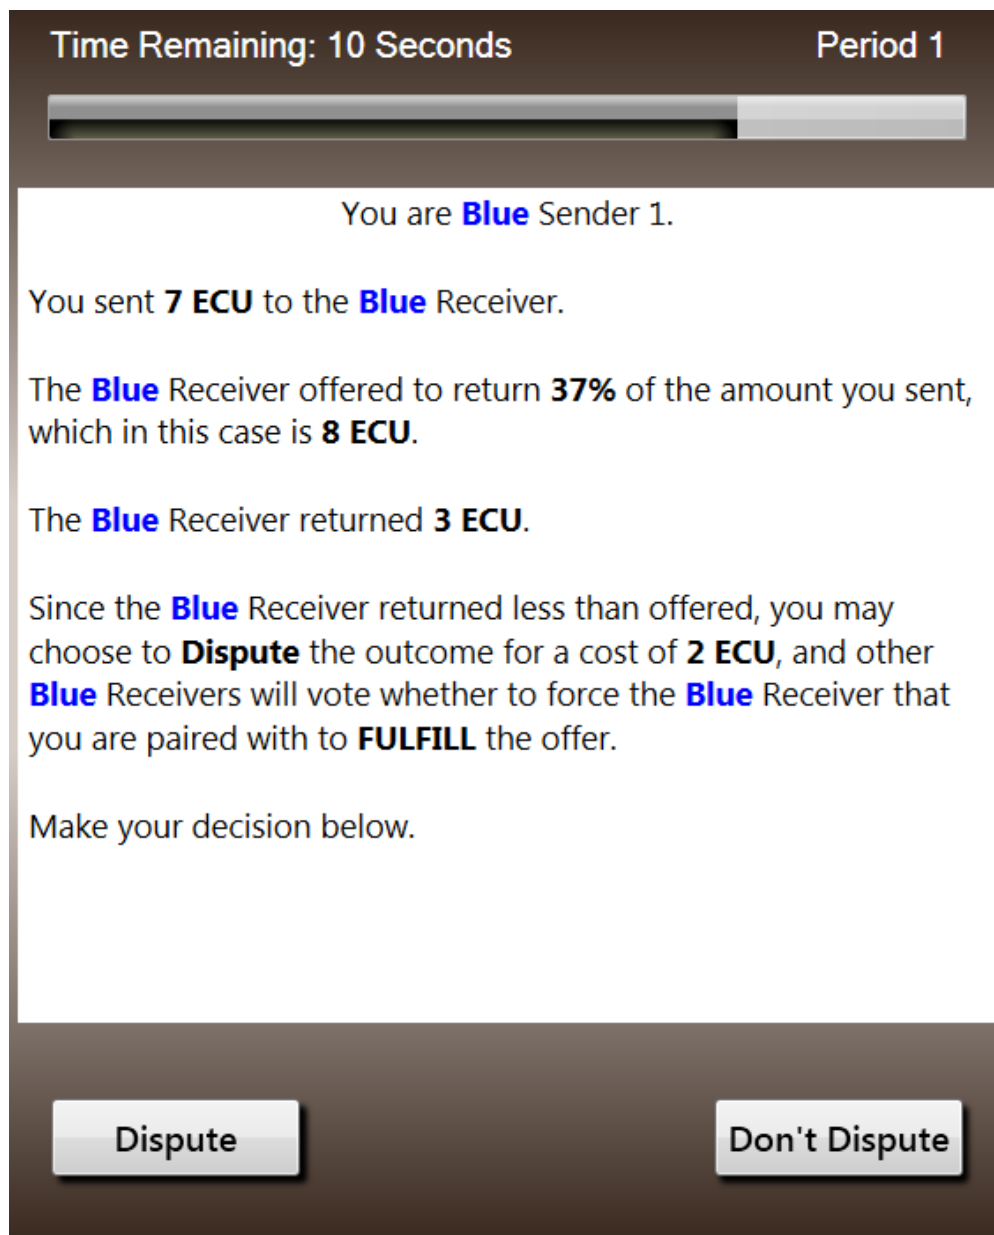 Time Remaining: 10 Seconds
Period 1
You are Blue Sender 1.
You sent 7 ECU to the Blue Receiver.
The Blue Receiver offered to return 37% of the amount you sent,
which in this case is 8 ECU.
The Blue Receiver returned 3 ECU.
Since the Blue Receiver returned less than offered, you may
choose to Dispute the outcome for a cost of 2 ECU, and other
Blue Receivers will vote whether to force the Blue Receiver that
you are paired with to FULFILL the offer.
Make your decision below.
Dispute
Don't Dispute